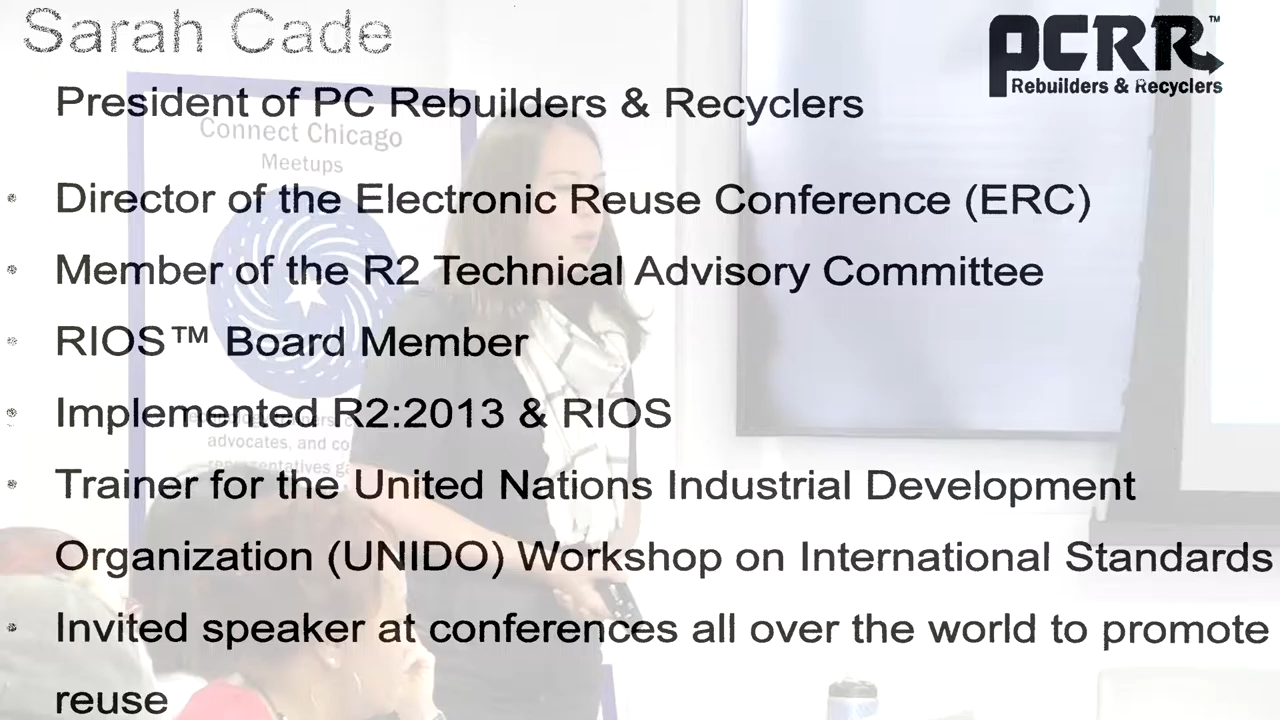 Sarah Cade
PCRR™
Rebuilders & Recyclers
President of PC Rebuilders & Recyclers
Connect Chicago
Meetups
• Director of the Electronic Reuse Conference (ERC)
• Member of the R2 Technical Advisory Committee
• RIOS™ Board Member
• Implemented R2:2013 & RIOS
advocates, and
• Trainer for the United Nations Industrial Development
Organization (UNIDO) Workshop on International Standards
• Invited speaker at conferences all over the world to promote
reuse